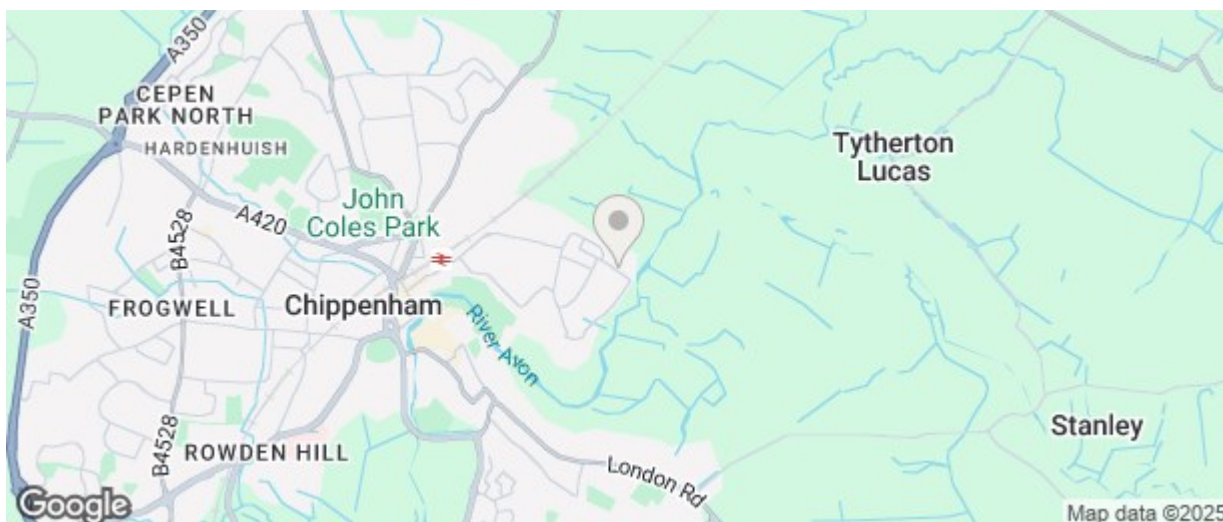 A350
CEPEN
PARK NORTH
HARDENHUISH
Tytherton
Lucas
John
Coles Park
A420
B4528
FROGWELL
Chippenham
A350
River Avon
B4528
ROWDEN HILL
Stanley
London Rd
Google
Map data ©2025